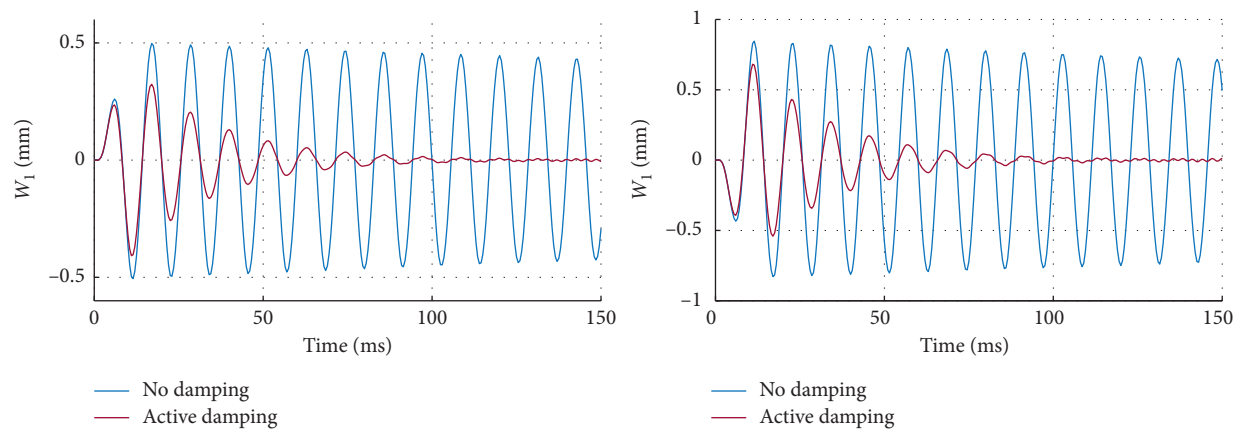 0.5
0
−0.5
W1 (mm)
0 50 100 150
Time (ms)
No damping
Active damping
1
0.5
0
−0.5
−1
W1 (mm)
0 50 100 150
Time (ms)
No damping
Active damping